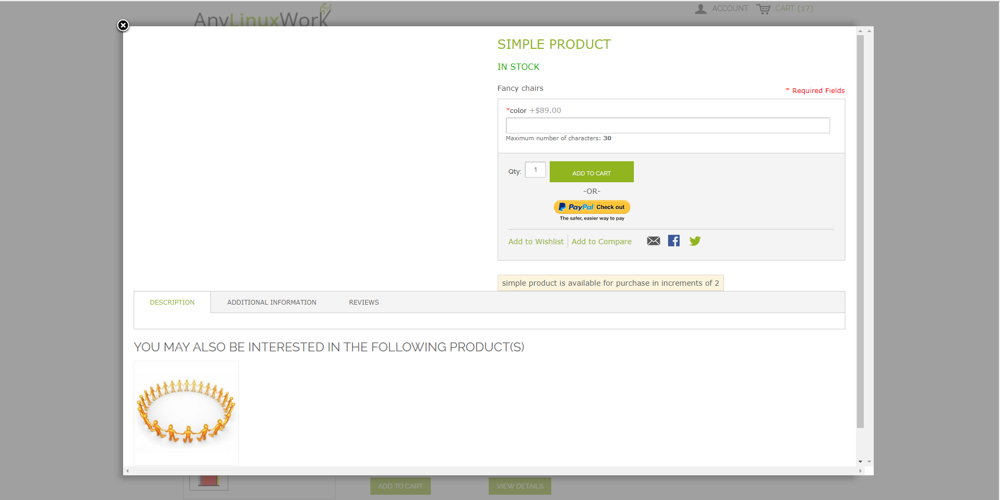 AnyLinuxWork
ACCOUNT
CART (17)
SIMPLE PRODUCT
IN STOCK
Fancy chairs
* Required Fields
*color +$89.00
Maximum number of characters: 30
Qty: 1
ADD TO CART
-OR-
PayPal Check out
The safer, easier way to pay
Add to Wishlist
Add to Compare
simple product is available for purchase in increments of 2
DESCRIPTION
ADDITIONAL INFORMATION
REVIEWS
YOU MAY ALSO BE INTERESTED IN THE FOLLOWING PRODUCT(S)
ADD TO CART
VIEW DETAILS